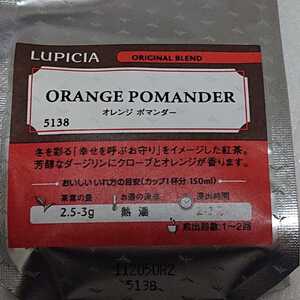 LUPICIA
ORIGINAL BLEND
ORANGE POMANDER
オレンジ ポマンダー
5138
冬を彩る「幸せを呼ぶお守り」をイメージした紅茶。
芳醇なダージリンにクローブとオレンジが香ります。
おいしいいれ方の目安(カップ1杯分:150ml)
茶葉の量 お湯の温度 浸出時間
2.5-3g 熱湯
煎出回数:1~2回
5138